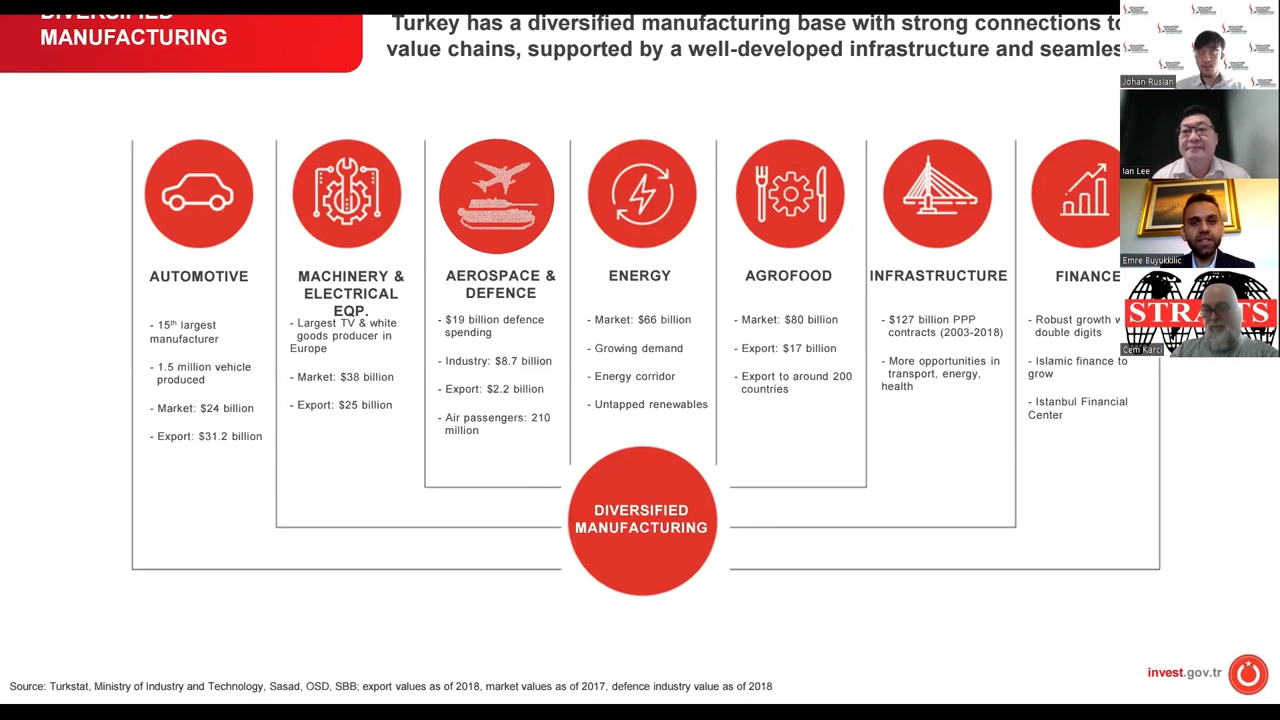 DIVERSIFIED
MANUFACTURING
Turkey has a diversified manufacturing base with strong connections to
value chains, supported by a well-developed infrastructure and
Johan Ruslan
Ian Lee
Emre Buyukkilic
STRAITS
Cem Karci
AUTOMOTIVE
- 15th largest
manufacturer
- 1.5 million vehicle
produced
- Market: $24 billion
- Export: $31.2 billion
MACHINERY &
ELECTRICAL
EQP.
- Largest TV & white
goods producer in
Europe
- Market: $38 billion
- Export: $25 billion
AEROSPACE &
DEFENCE
- $19 billion defence
spending
- Industry: $8.7 billion
- Export: $2.2 billion
- Air passengers: 210
million
ENERGY
- Market: $66 billion
- Growing demand
- Energy corridor
- Untapped renewables
AGROFOOD
- Market: $80 billion
- Export: $17 billion
- Export to around 200
countries
INFRASTRUCTURE
- $127 billion PPP
contracts (2003-2018)
- More opportunities in
transport, energy,
health
FINANCE
- Robust growth
double digits
- Islamic finance to
grow
- Istanbul Financial
Center
DIVERSIFIED
MANUFACTURING
Source: Turkstat, Ministry of Industry and Technology, Sasad, OSD, SBB; export values as of 2018, market values as of 2017, defence industry value as of 2018
invest.gov.tr